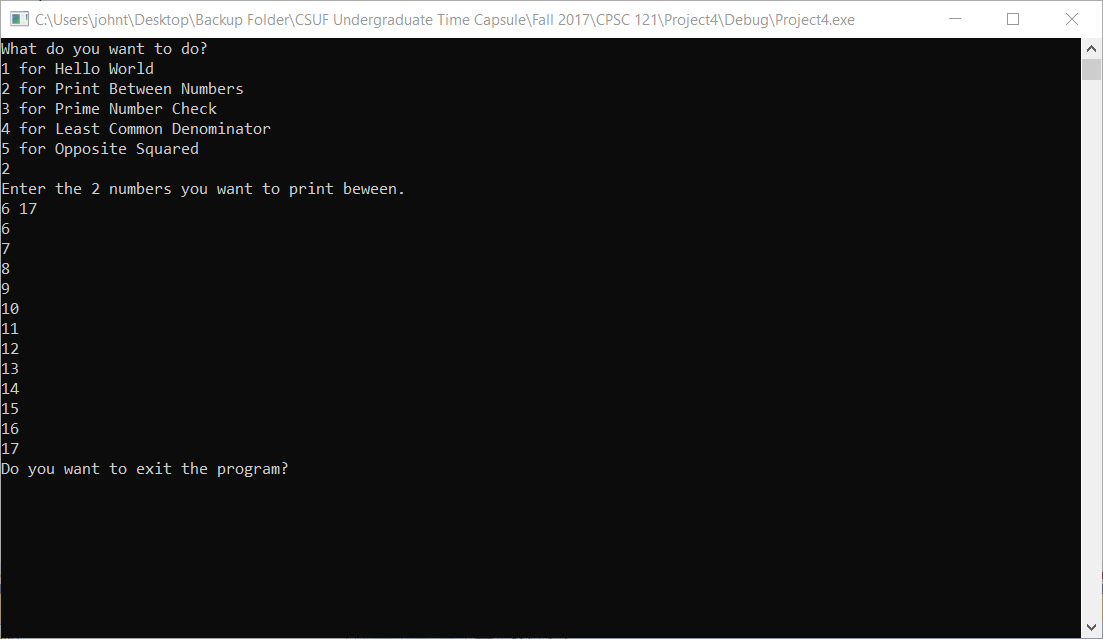 C:\Users\johnt\Desktop\Backup Folder\CSUF Undergraduate Time Capsule\Fall 2017\CPSC 121\Project4\Debug\Project4.exe
What do you want to do?
1 for Hello World
2 for Print Between Numbers
3 for Prime Number Check
4 for Least Common Denominator
5 for Opposite Squared
2
Enter the 2 numbers you want to print beween.
6 17
6
7
8
9
10
11
12
13
14
15
16
17
Do you want to exit the program?